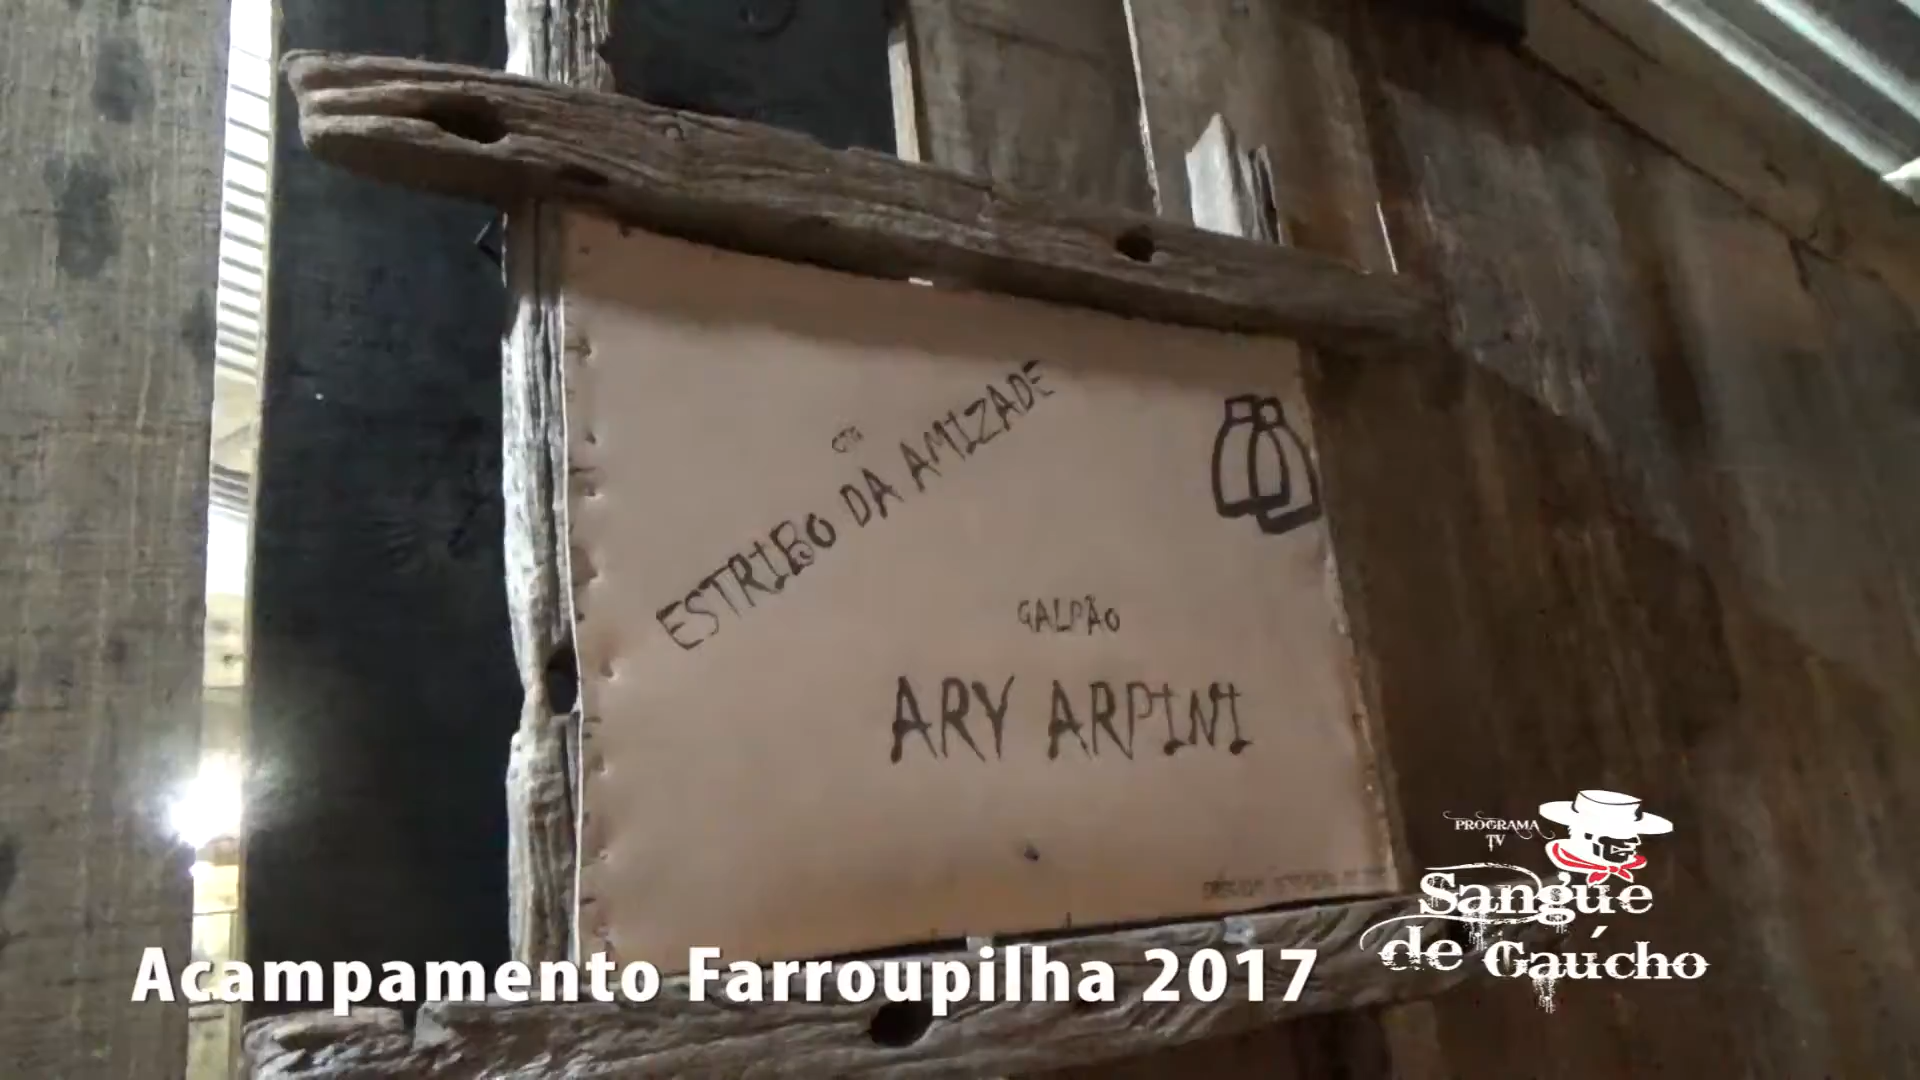 CTG
ESTRIBO DA AMIZADE
GALPÃO
ARY ARPINI
PROGRAMA
TV
Sangue
de Gaúcho
Acampamento Farroupilha 2017